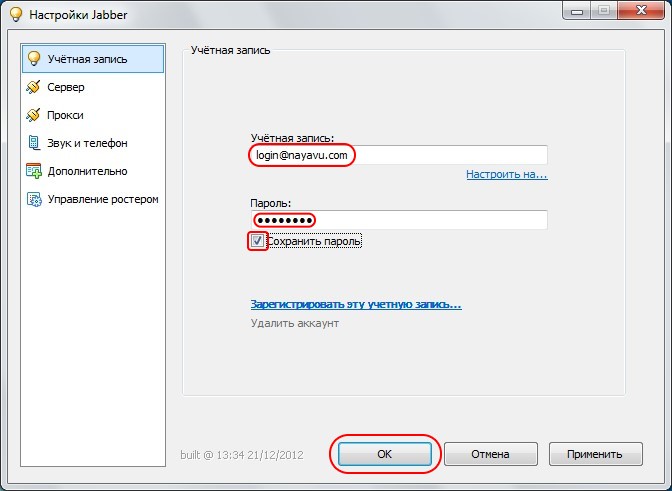 Настройки Jabber
Учётная запись
Сервер
Прокси
Звук и телефон
Дополнительно
Управление ростером
Учётная запись
Учётная запись:
login@nayavu.com
Настроить на...
Пароль:
●●●●●●●●
Сохранить пароль
Зарегистрировать эту учетную запись...
Удалить аккаунт
built @ 13:34 21/12/2012
OK
Отмена
Применить